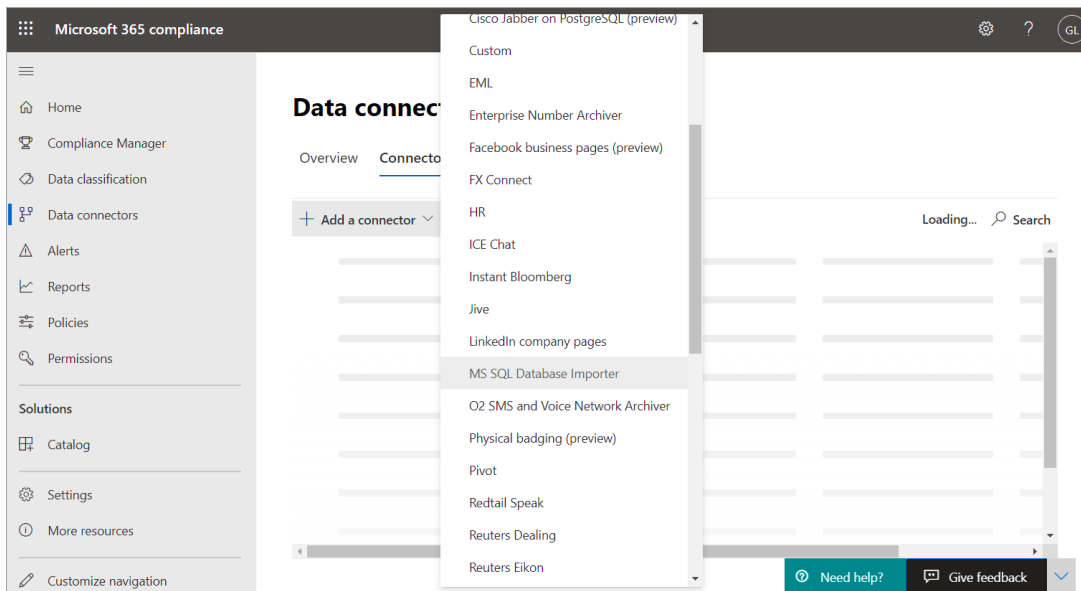 Microsoft 365 compliance
GL
Home
Compliance Manager
Data classification
Data connectors
Alerts
Reports
Policies
Permissions
Solutions
Catalog
Settings
More resources
Customize navigation
Data connec
Overview Connecto
Add a connector
Loading... Search
Cisco Jabber on PostgreSQL (preview)
Custom
EML
Enterprise Number Archiver
Facebook business pages (preview)
FX Connect
HR
ICE Chat
Instant Bloomberg
Jive
LinkedIn company pages
MS SQL Database Importer
O2 SMS and Voice Network Archiver
Physical badging (preview)
Pivot
Redtail Speak
Reuters Dealing
Reuters Eikon
Need help?
Give feedback